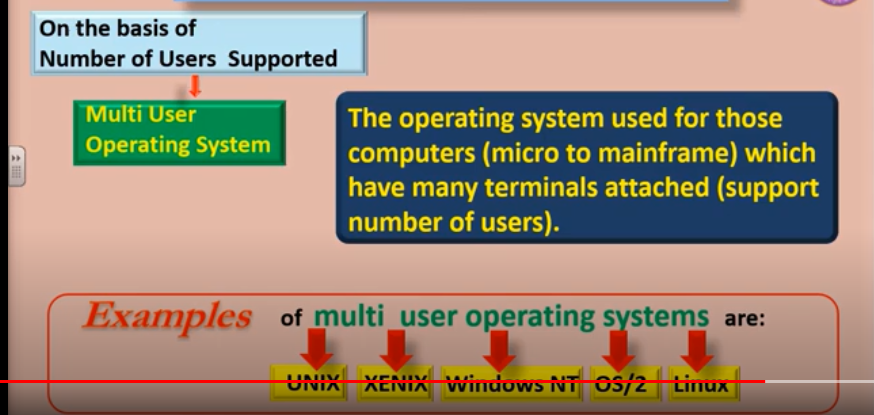 On the basis of
Number of Users Supported
Multi User
Operating System
The operating system used for those
computers (micro to mainframe) which
have many terminals attached (support
number of users).
Examples of multi user operating systems are:
UNIX XENIX Windows NT OS/2 Linux